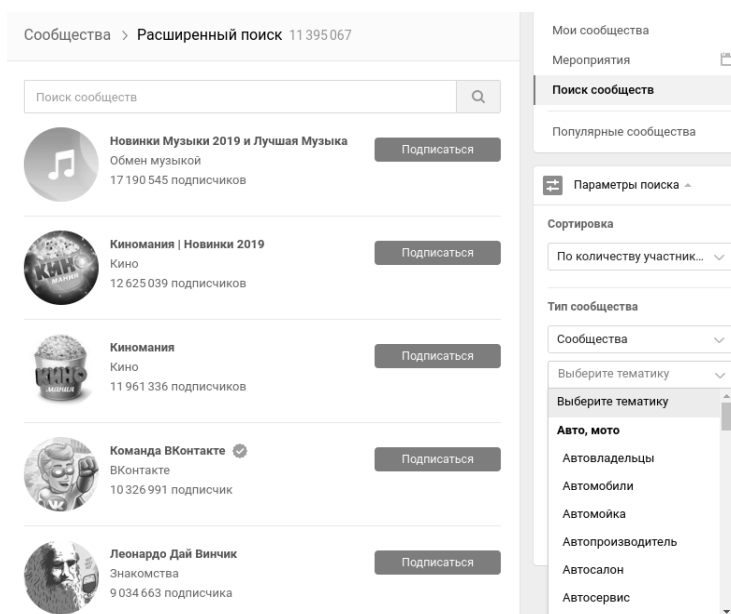 Сообщества > Расширенный поиск 11 395 067
Поиск сообществ
Новинки Музыки 2019 и Лучшая Музыка
Обмен музыкой
17 190 545 подписчиков
Подписаться
КИНО
МАНИЯ
Киномания | Новинки 2019
Кино
12 625 039 подписчиков
Подписаться
КИНО
МАНИЯ
Киномания
Кино
11 961 336 подписчиков
Подписаться
Команда ВКонтакте
ВКонтакте
10 326 991 подписчик
Подписаться
Леонардо Дай Винчик
Знакомства
9 034 663 подписчика
Подписаться
Мои сообщества
Мероприятия
Поиск сообществ
Популярные сообщества
Параметры поиска
Сортировка
По количеству участник...
Тип сообщества
Сообщества
Выберите тематику
Выберите тематику
Авто, мото
Автовладельцы
Автомобили
Автомойка
Автопроизводитель
Автосалон
Автосервис